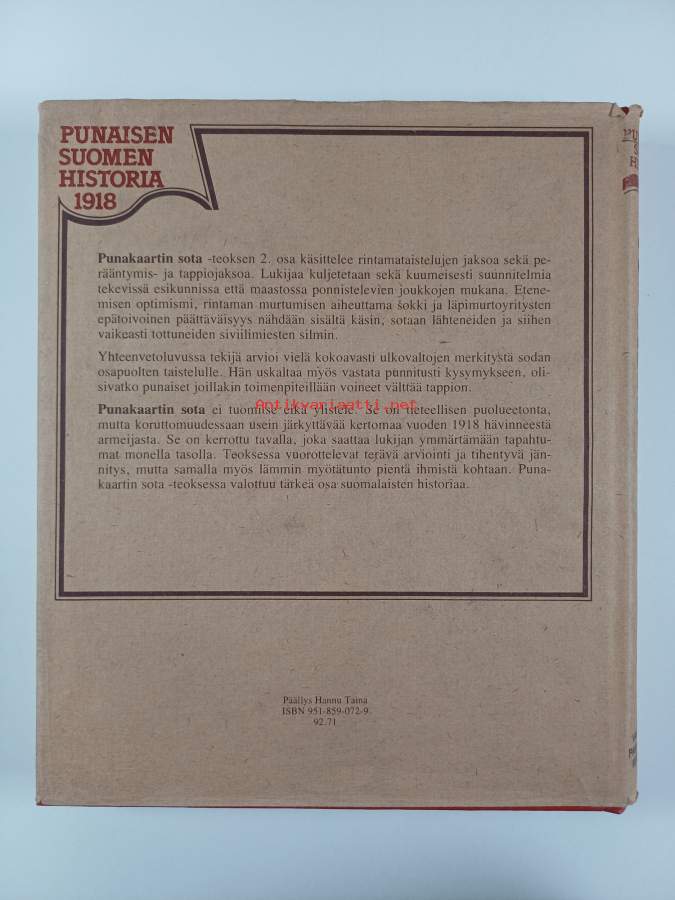 PUNAISEN
SUOMEN
HISTORIA
1918
Punakaartin sota -teoksen 2. osa käsittelee rintamataistelujen jaksoa sekä pe-
rääntymis- ja tappiojaksoa. Lukijaa kuljetetaan sekä kuumeisesti suunnitelmia
tekevissä esikunnissa että maastossa ponnistelevien joukkojen mukana. Etene-
misen optimismi, rintaman murtumisen aiheuttama šokki ja läpimurtoyritysten
epätoivoinen päättäväisyys nähdään sisältä käsin, sotaan lähteneiden ja siihen
vaikeasti tottuneiden siviilimiesten silmin.
Yhteenvetoluvussa tekijä arvioi vielä kokoavasti ulkovaltojen merkitystä sodan
osapuolten taistelulle. Hän uskaltaa myös vastata punnitusti kysymykseen, oli-
sivatko punaiset joillakin toimenpiteillään voineet välttää tappion.
Antikvariaatti.net
Punakaartin sota ei tuomitse eikä ylistele. Se on tieteellisen puolueetonta,
mutta koruttomuudessaan usein järkyttävää kertomaa vuoden 1918 hävinneestä
armeijasta. Se on kerrottu tavalla, joka saattaa lukijan ymmärtämään tapahtu-
mat monella tasolla. Teoksessa vuorottelevat terävä arviointi ja tihentyvä jän-
nitys, mutta samalla myös lämmin myötätunto pientä ihmistä kohtaan. Puna-
kaartin sota -teoksessa valottuu tärkeä osa suomalaisten historiaa.
Päällys Hannu Taina
ISBN 951-859-072-9
92.71